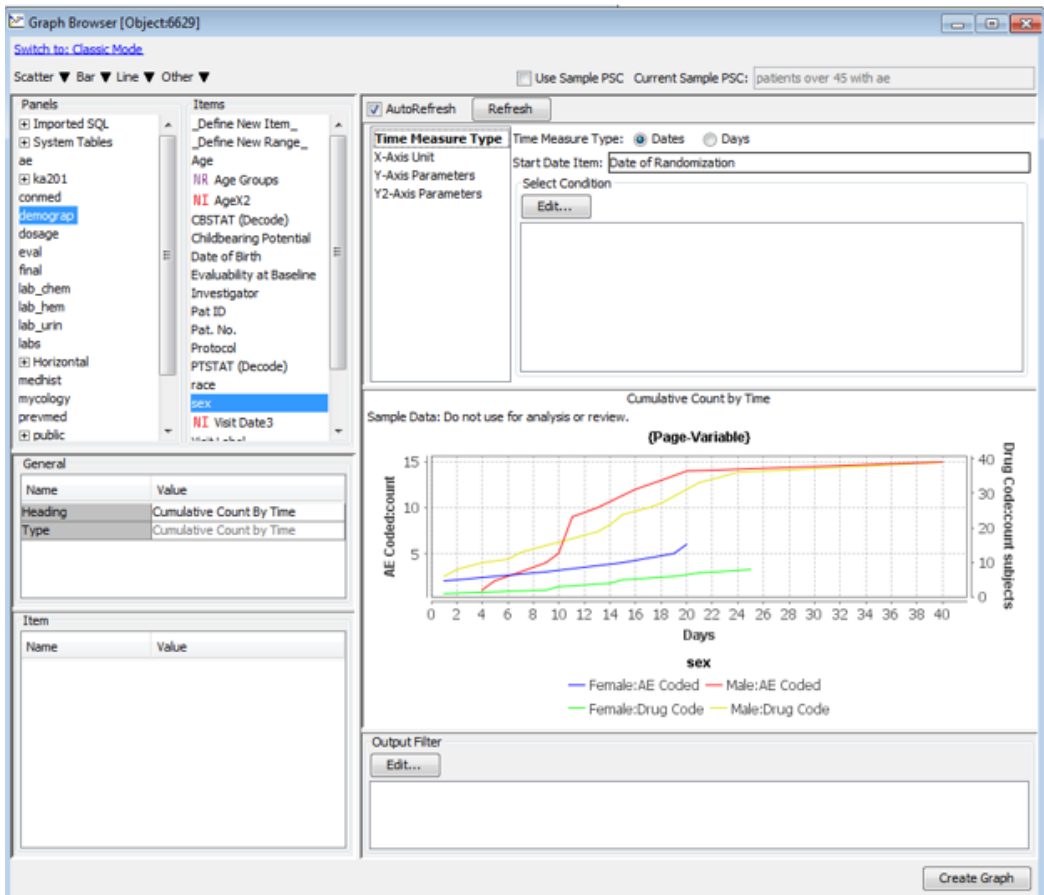 Graph Browser [Object:6629]
Switch to: Classic Mode
Scatter ▼ Bar ▼ Line ▼ Other ▼
Use Sample PSC Current Sample PSC: patients over 45 with ae
Panels
Imported SQL
System Tables
ae
ka201
conmed
demograp
dosage
eval
final
lab_chem
lab_hem
lab_urin
labs
Horizontal
medhist
mycology
prevmed
public
Items
_Define New Item_
_Define New Range_
Age
NR Age Groups
NI AgeX2
CBSTAT (Decode)
Childbearing Potential
Date of Birth
Evaluability at Baseline
Investigator
Pat ID
Pat. No.
Protocol
PTSTAT (Decode)
race
sex
NI Visit Date3
AutoRefresh Refresh
Time Measure Type
X-Axis Unit
Y-Axis Parameters
Y2-Axis Parameters
Time Measure Type: Dates Days
Start Date Item: Date of Randomization
Select Condition
Edit...
General
Name Value
Heading Cumulative Count By Time
Type Cumulative Count by Time
Item
Name Value
Cumulative Count by Time
Sample Data: Do not use for analysis or review.
{Page-Variable}
AE Coded:count
15
10
5
Drug Code:count subjects
40
30
20
10
0
0 2 4 6 8 10 12 14 16 18 20 22 24 26 28 30 32 34 36 38 40
Days
sex
Female:AE Coded Male:AE Coded
Female:Drug Code Male:Drug Code
Output Filter
Edit...
Create Graph